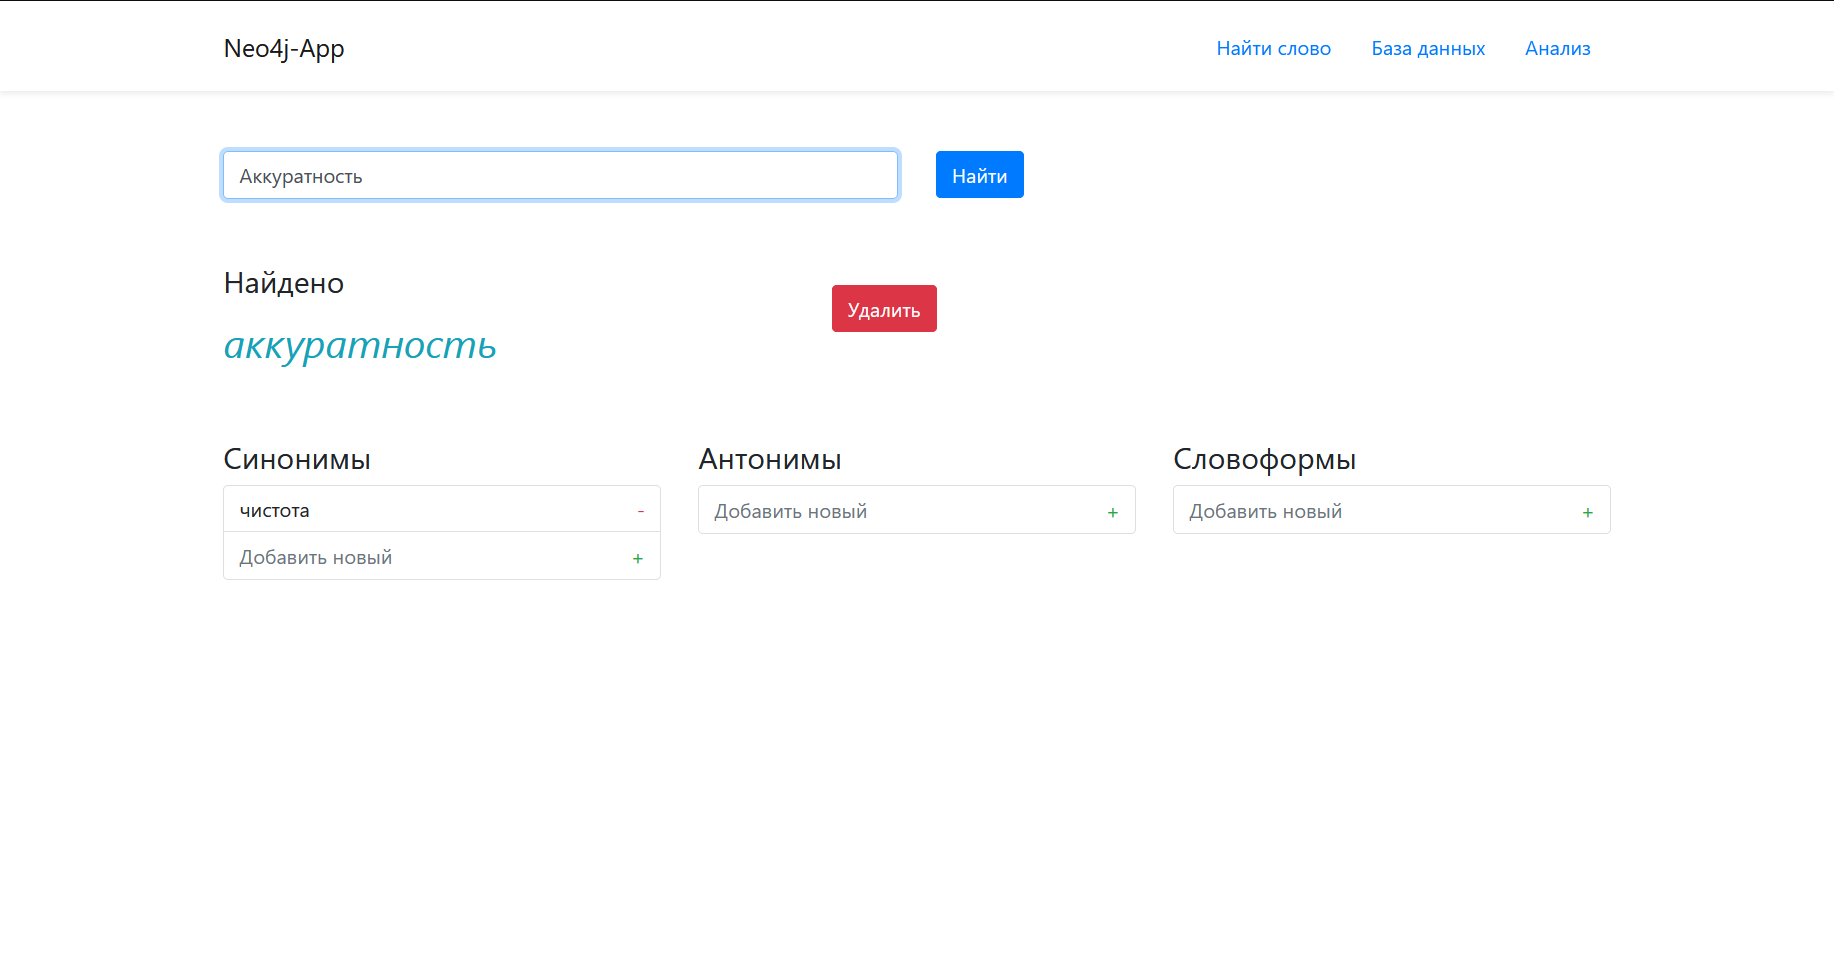 Neo4j-App
Найти слово
База данных
Анализ
Аккуратность
Найти
Найдено
Удалить
аккуратность
Синонимы
чистота -
Добавить новый +
Антонимы
Добавить новый +
Словоформы
Добавить новый +